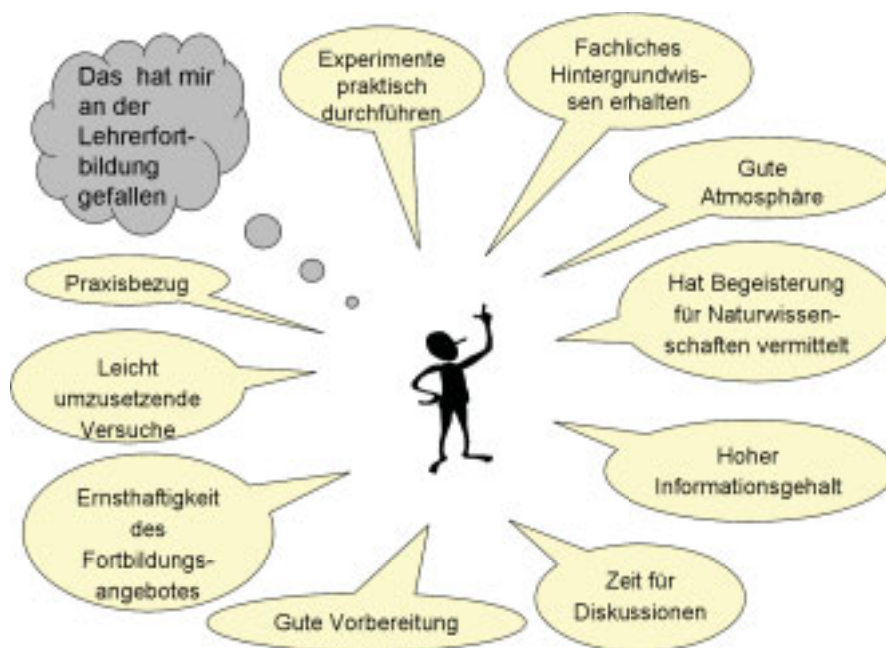 Das hat mir
an der
Lehrerfort-
bildung
gefallen
Experimente
praktisch
durchführen
Fachliches
Hintergrundwis-
sen erhalten
Gute
Atmosphäre
Praxisbezug
Hat Begeisterung
für Naturwissen-
schaften vermittelt
Leicht
umzusetzende
Versuche
Hoher
Informationsgehalt
Ernsthaftigkeit
des
Fortbildungs-
angebotes
Zeit für
Diskussionen
Gute Vorbereitung